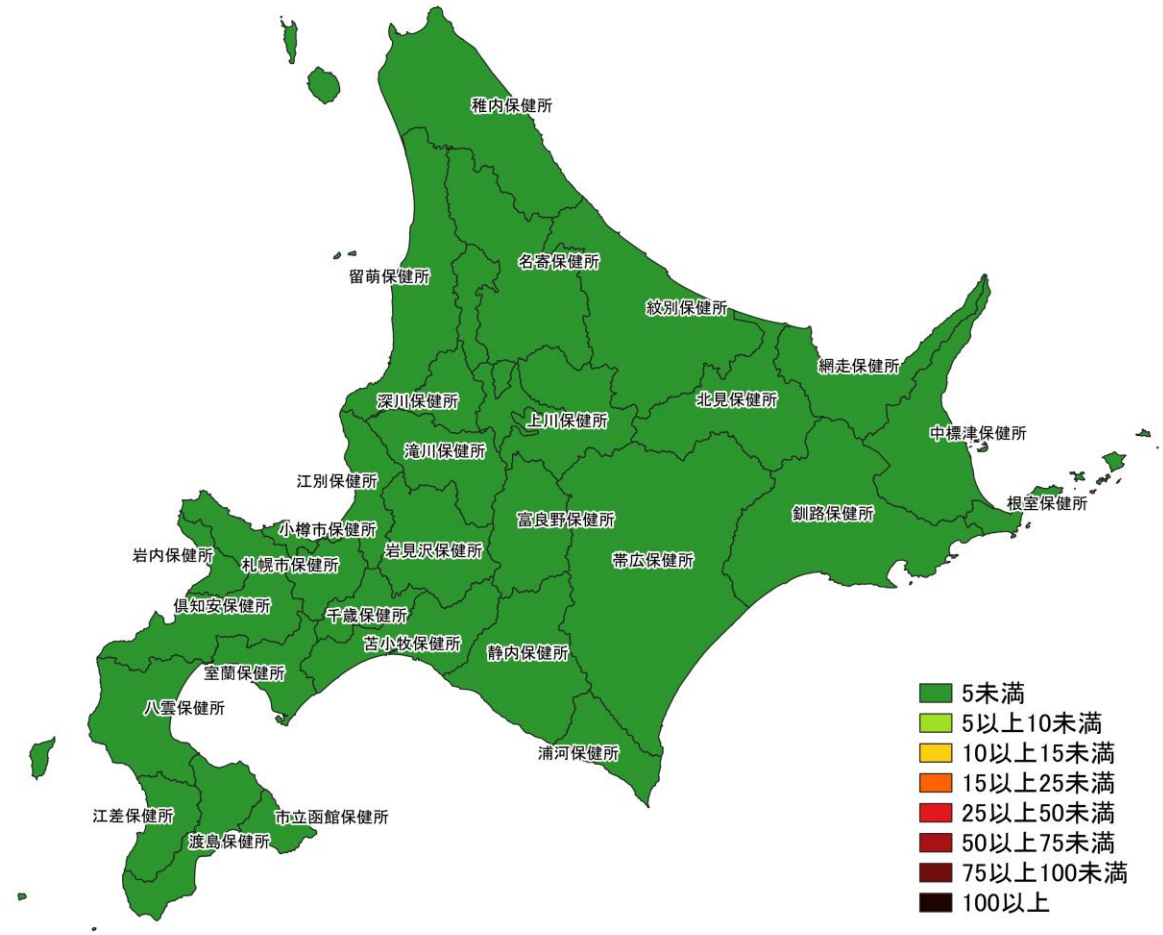 稚内保健所
名寄保健所
留萌保健所
紋別保健所
網走保健所
深川保健所
北見保健所
上川保健所
中標津保健所
滝川保健所
江別保健所
根室保健所
釧路保健所
富良野保健所
小樽市保健所
岩見沢保健所
岩内保健所
札幌市保健所
帯広保健所
倶知安保健所
千歳保健所
苫小牧保健所
静内保健所
室蘭保健所
八雲保健所
浦河保健所
江差保健所
市立函館保健所
渡島保健所
5未満
5以上10未満
10以上15未満
15以上25未満
25以上50未満
50以上75未満
75以上100未満
100以上